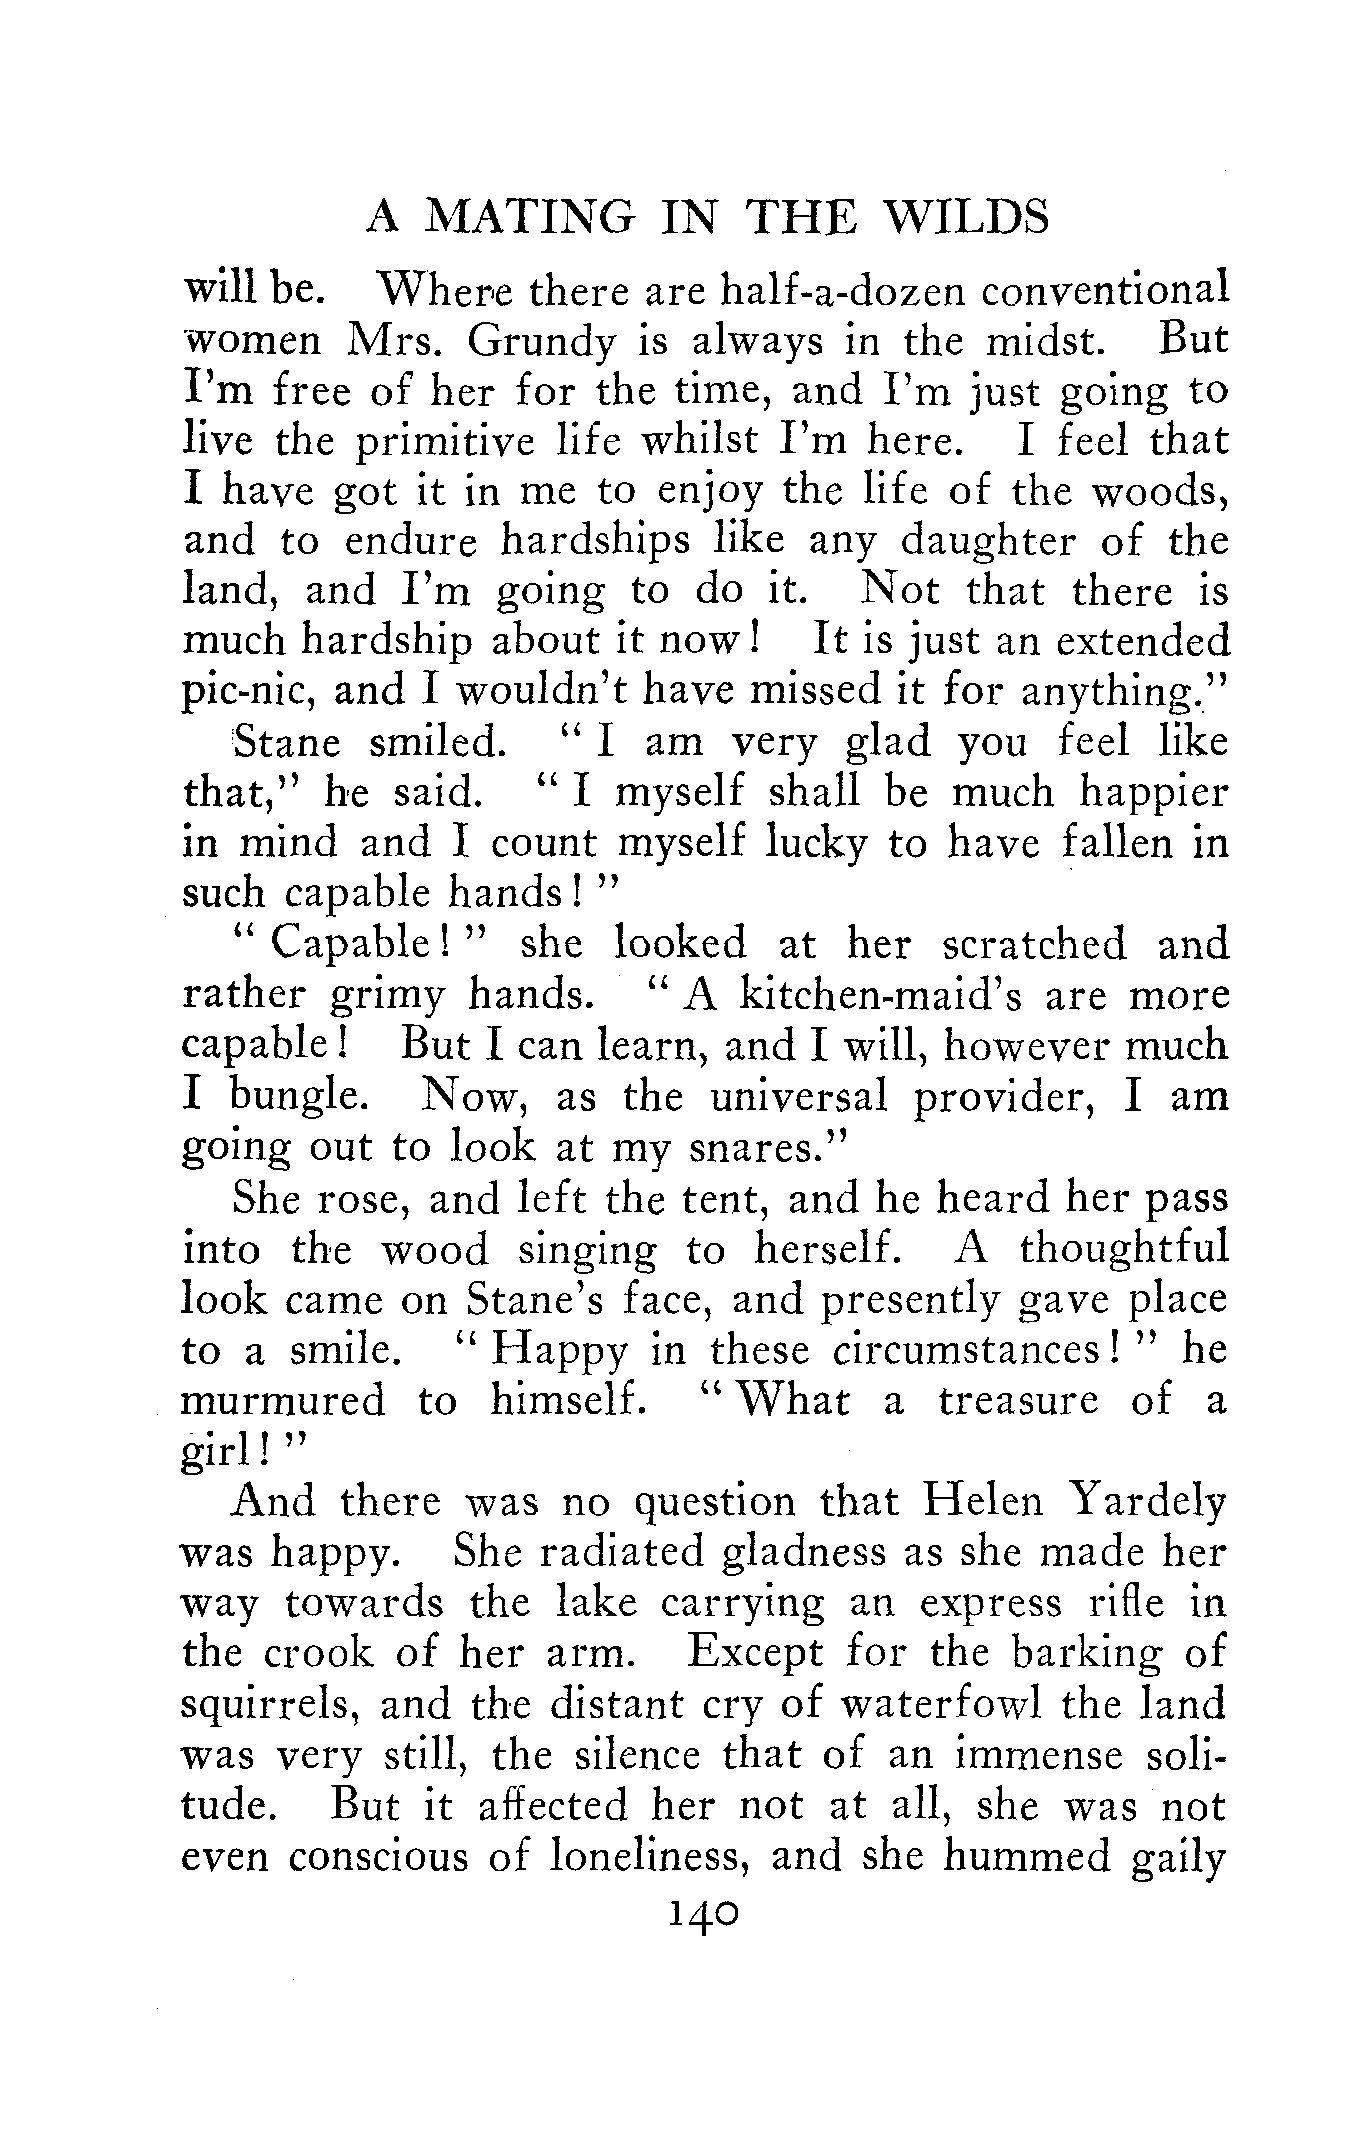 A MATING IN THE WILDS
will be. Where there are half-a-dozen conventional
women Mrs. Grundy is always in the midst. But
I'm free of her for the time, and I'm just going to
live the primitive life whilst I'm here. I feel that
I have got it in me to enjoy the life of the woods,
and to endure hardships like any daughter of the
land, and I'm going to do it. Not that there is
much hardship about it now! It is just an extended
pic-nic, and I wouldn't have missed it for anything."
Stane smiled. " I am very glad you feel like
that," he said. " I myself shall be much happier
in mind and I count myself lucky to have fallen in
such capable hands! "
" Capable! " she looked at her scratched and
rather grimy hands. " A kitchen-maid's are more
capable! But I can learn, and I will, however much
I bungle. Now, as the universal provider, I am
going out to look at my snares."
She rose, and left the tent, and he heard her pass
into the wood singing to herself. A thoughtful
look came on Stane's face, and presently gave place
to a smile. " Happy in these circumstances! " he
murmured to himself. " What a treasure of a
girl! "
And there was no question that Helen Yardely
was happy. She radiated gladness as she made her
way towards the lake carrying an express rifle in
the crook of her arm. Except for the barking of
squirrels, and the distant cry of waterfowl the land
was very still, the silence that of an immense soli-
tude. But it affected her not at all, she was not
even conscious of loneliness, and she hummed gaily
140